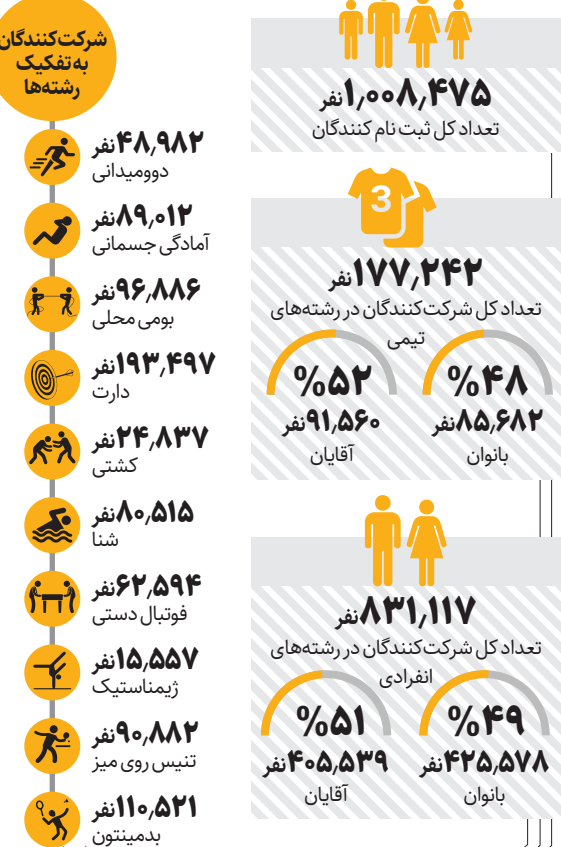 شرکت‌کنندگان
به تفکیک
رشته‌ها
۴۸,۹۸۲نفر
دوومیدانی
۸۹,۰۱۲نفر
آمادگی جسمانی
۹۶,۸۸۶نفر
بومی محلی
۱۹۳,۴۹۷نفر
دارت
۲۴,۸۳۷نفر
کشتی
۸۰,۵۱۵نفر
شنا
۶۲,۵۹۴نفر
فوتبال دستی
۱۵,۵۵۷نفر
ژیمناستیک
۹۰,۸۸۲نفر
تنیس روی میز
۱۱۰,۵۲۱نفر
بدمینتون
۱,۰۰۸,۴۷۵نفر
تعداد کل ثبت نام کنندگان
3
۱۷۷,۲۴۲نفر
تعداد کل شرکت‌کنندگان در رشته‌های
تیمی
%۴۸
۸۵,۶۸۲نفر
بانوان
%۵۲
۹۱,۵۶۰نفر
آقایان
۸۳۱,۱۱۷نفر
تعداد کل شرکت‌کنندگان در رشته‌های
انفرادی
%۴۹
۴۲۵,۵۷۸نفر
بانوان
%۵۱
۴۰۵,۵۳۹نفر
آقایان